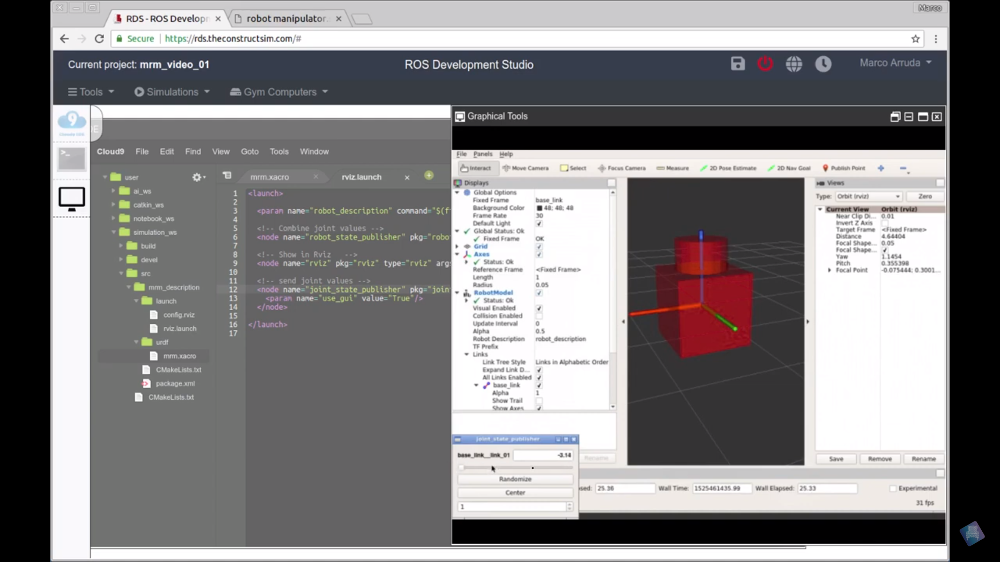 Marco
RDS - ROS Developn
robot manipulator.
Secure
https://rds.theconstructsim.com/#
Current project: mrm_video_01
ROS Development Studio
Marco Arruda
Tools
Simulations
Gym Computers
Graphical Tools
Cloud9 File Edit Find View Goto Tools Window
user
ai_ws
catkin_ws
notebook_ws
simulation_ws
build
devel
src
mrm_description
launch
config.rviz
rviz.launch
urdf
mrm.xacro
CMakeLists.txt
package.xml
CMakeLists.txt
mrm.xacro
rviz.launch
1 <launch>
2
3 <param name="robot_description" command="$(f
4
5 <!-- Combine joint values -->
6 <node name="robot_state_publisher" pkg="robo
7
8 <!-- Show in Rviz -->
9 <node name="rviz" pkg="rviz" type="rviz" arg
10
11 <!-- send joint values -->
12 <node name="joint_state_publisher" pkg="join
13 <param name="use_gui" value="True"/>
14 </node>
15
16 </launch>
17
File Panels Help
Interact Move Camera Select Focus Camera Measure 2D Pose Estimate 2D Nav Goal Publish Point
Displays
Global Options
Fixed Frame base_link
Background Color 48; 48; 48
Frame Rate 30
Default Light
Global Status: Ok
Fixed Frame OK
Grid
Axes
Status: Ok
Reference Frame <Fixed Frame>
Length 1
Radius 0.05
RobotModel
Status: Ok
Visual Enabled
Collision Enabled
Update Interval 0
Alpha 0.5
Robot Description robot_description
TF Prefix
Links
Link Tree Style Links in Alphabetic Order
Expand Link D...
All Links Enabled
base_link
Alpha 1
Show Trail
Show Axes
Views
Type: Orbit (rviz) Zero
Current View Orbit (rviz)
Near Clip Di... 0.01
Invert Z Axis
Target Frame <Fixed Frame>
Distance 4.64404
Focal Shape... 0.05
Focal Shape...
Yaw 1.1454
Pitch 0.355398
Focal Point -0.075444; 0.3001...
Save Remove Rename
joint_state_publisher
base_link__link_01 -3.14
Randomize
Center
1
Rename
sed: 25.36 Wall Time: 1525461435.99 Wall Elapsed: 25.33 Experimental
31 fps